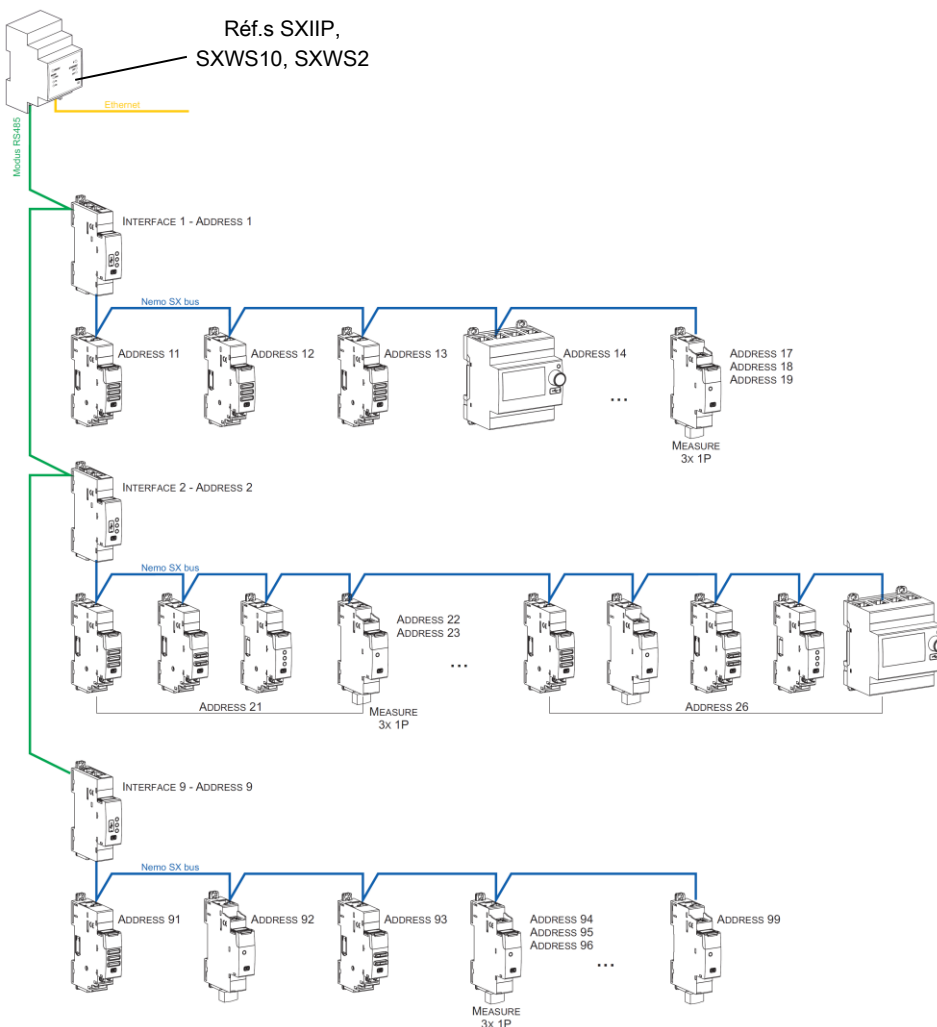 Réf.s SXIIP,
SXWS10, SXWS2
Ethernet
Modus RS485
INTERFACE 1 - ADDRESS 1
Nemo SX bus
ADDRESS 11
ADDRESS 12
ADDRESS 13
ADDRESS 14
ADDRESS 17
ADDRESS 18
ADDRESS 19
...
MEASURE
3X 1P
INTERFACE 2 - ADDRESS 2
Nemo SX bus
ADDRESS 22
ADDRESS 23
...
ADDRESS 21
MEASURE
3X 1P
ADDRESS 26
INTERFACE 9 - ADDRESS 9
Nemo SX bus
ADDRESS 91
ADDRESS 92
ADDRESS 93
ADDRESS 94
ADDRESS 95
ADDRESS 96
ADDRESS 99
...
MEASURE
3X 1P